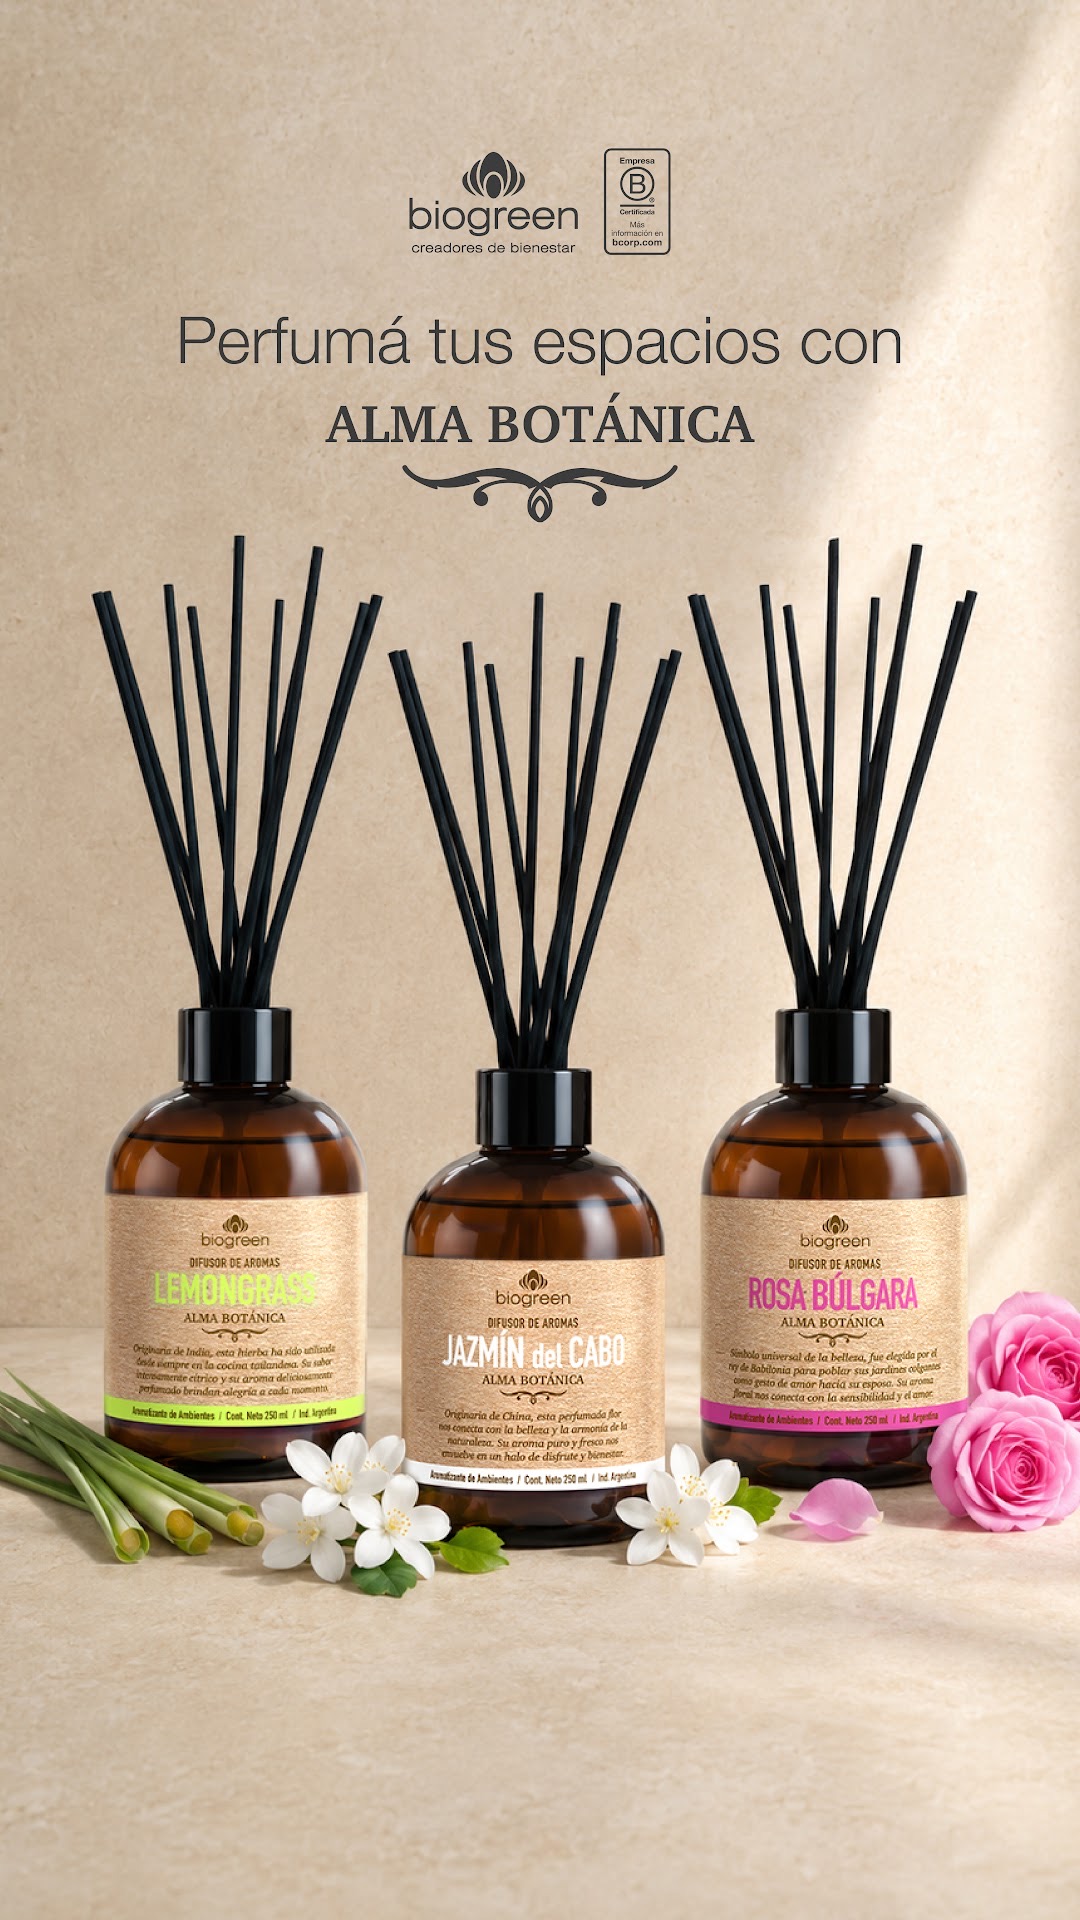 biogreen
creadores de bienestar
Empresa
B
Certificada
Más
información en
bcorp.com
Perfumá tus espacios con
ALMA BOTÁNICA
biogreen
DIFUSOR DE AROMAS
LEMONGRASS
ALMA BOTÁNICA
Originaria de India, esta hierba ha sido utilizada
desde siempre en la cocina tailandesa. Su sabor
intensamente cítrico y su aroma deliciosamente
perfumado brindan alegría a cada momento.
Aromatizante de Ambientes / Cont. Neto 250 ml / Ind. Argentina
biogreen
DIFUSOR DE AROMAS
JAZMÍN del CABO
ALMA BOTÁNICA
Originaria de China, esta perfumada flor
nos conecta con la belleza y la armonía de la
naturaleza. Su aroma puro y fresco nos
envuelve en un halo de disfrute y bienestar.
Aromatizante de Ambientes / Cont. Neto 250 ml / Ind. Argentina
biogreen
DIFUSOR DE AROMAS
ROSA BÚLGARA
ALMA BOTÁNICA
Símbolo universal de la belleza, fue elegida por el
rey de Babilonia para poblar sus jardines colgantes
como gesto de amor hacia su esposa. Su aroma
floral nos conecta con la sensibilidad y el amor.
Aromatizante de Ambientes / Cont. Neto 250 ml / Ind. Argentina